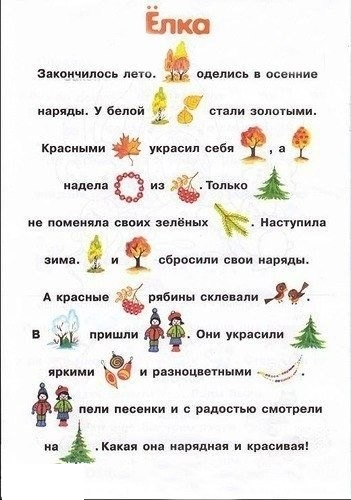 Ёлка
Закончилось лето. оделись в осенние
наряды. У белой стали золотыми.
Красными украсил себя , а
надела из . Только
не поменяла своих зелёных . Наступила
зима. и сбросили свои наряды.
А красные рябины склевали .
В пришли . Они украсили
яркими и разноцветными .
пели песенки и с радостью смотрели
на . Какая она нарядная и красивая!